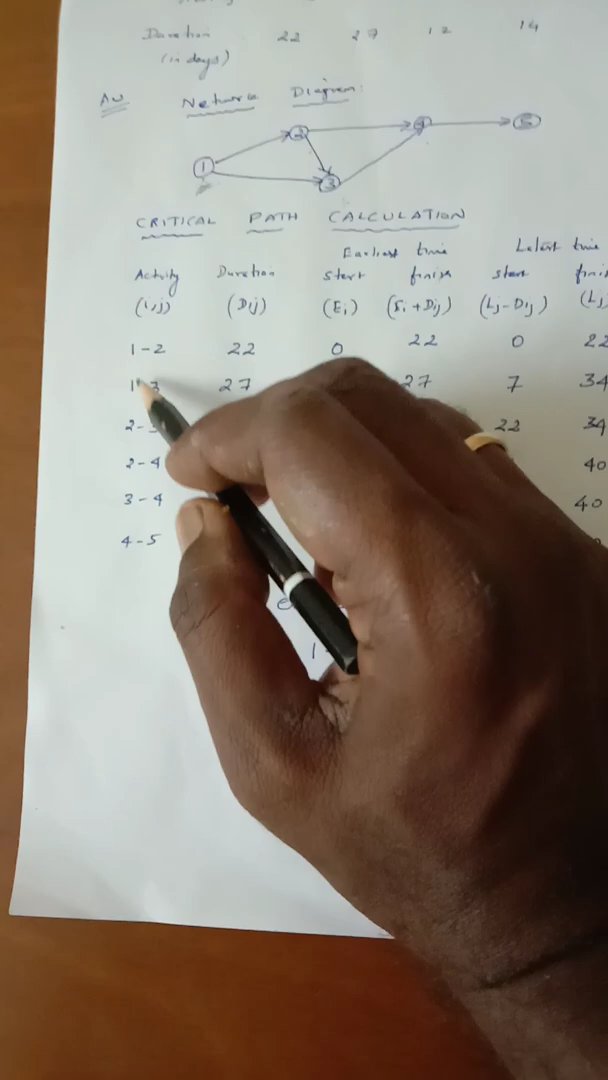 Duration 22 27 12 14
(in days)
Network Diagram:
1 2 3 4 5
CRITICAL PATH CALCULATION
Earliest time Latest time
Activity Duration start finish start finis
(i,j) (Dij) (Ei) (Ei + Dij) (Lj - Dij) (Lj
1-2 22 0 22 0 22
1-3 27 27 7 34
2- 22 34
2-4 40
3-4 40
4-5